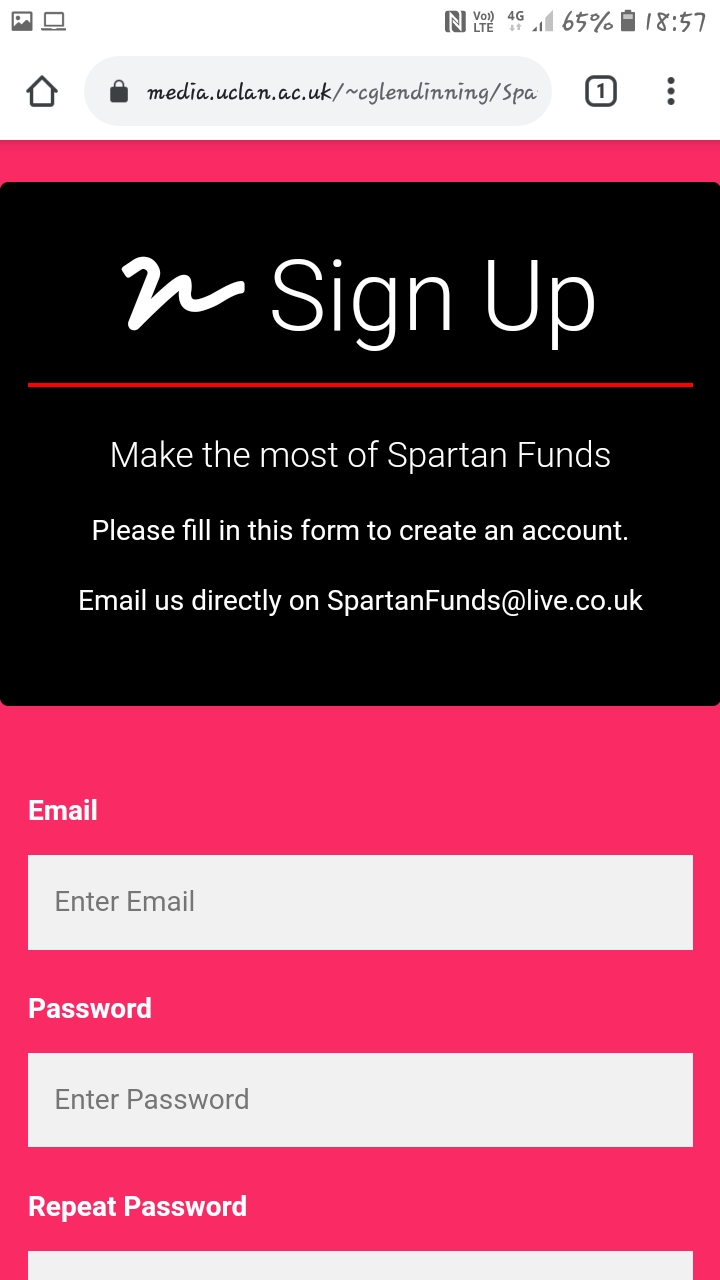 Vo)) LTE 4G 65% 18:57
media.uclan.ac.uk/~cglendinning/Spa
1
Sign Up
Make the most of Spartan Funds
Please fill in this form to create an account.
Email us directly on SpartanFunds@live.co.uk
Email
Enter Email
Password
Enter Password
Repeat Password